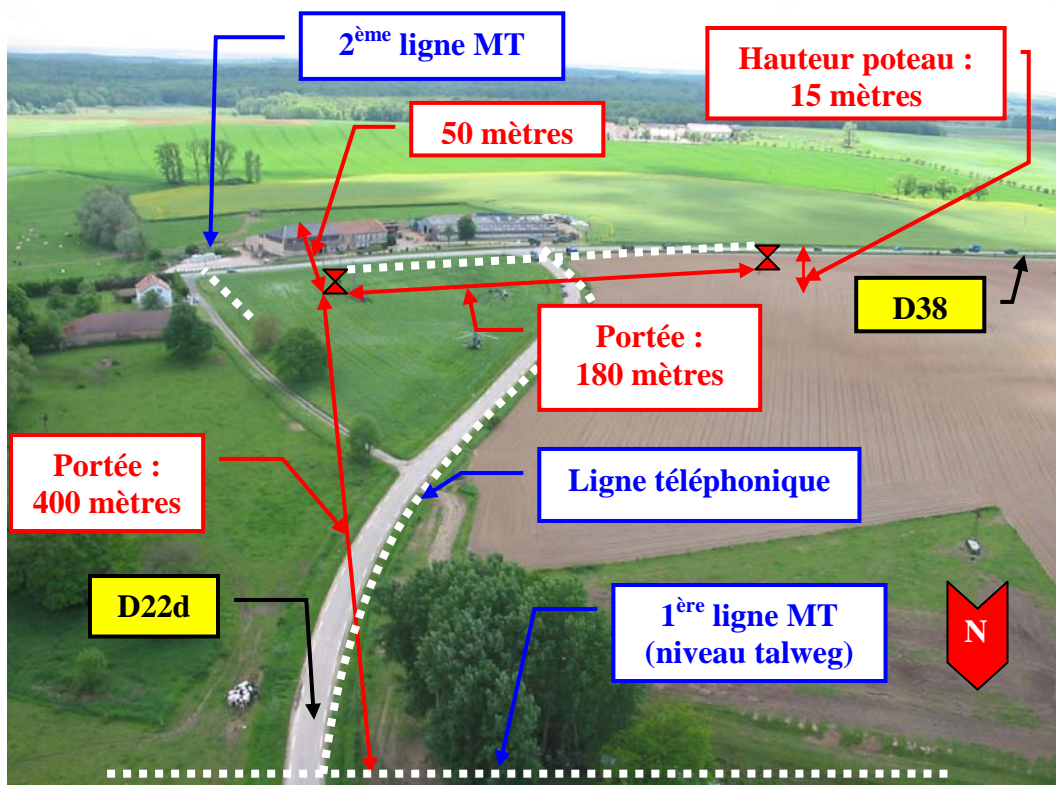 2ème ligne MT
Hauteur poteau :
15 mètres
50 mètres
D38
Portée :
180 mètres
Portée :
400 mètres
Ligne téléphonique
D22d
1ère ligne MT
(niveau talweg)
N